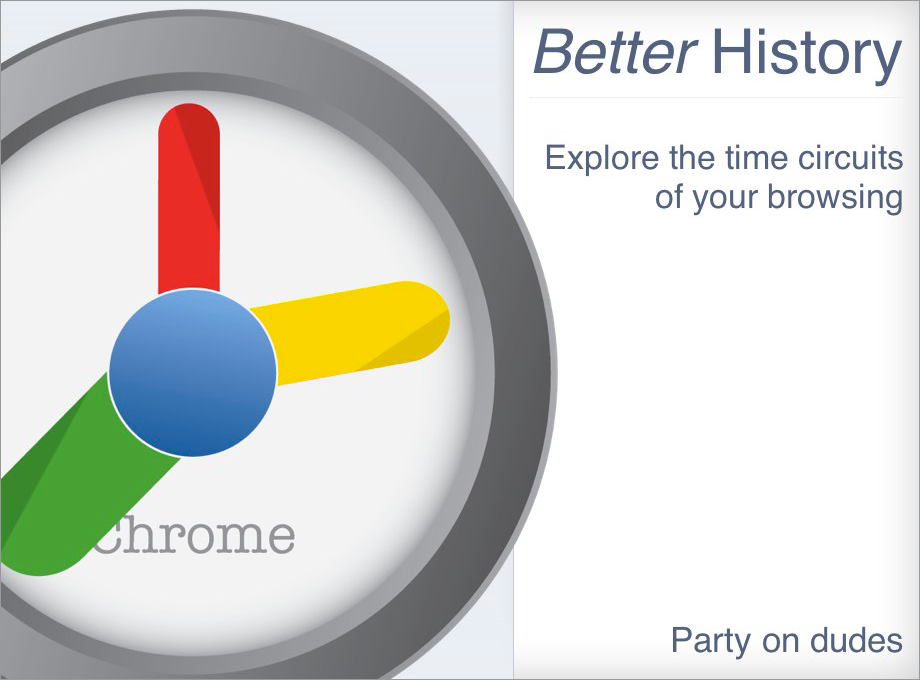 Better History
Explore the time circuits
of your browsing
Chrome
Party on dudes